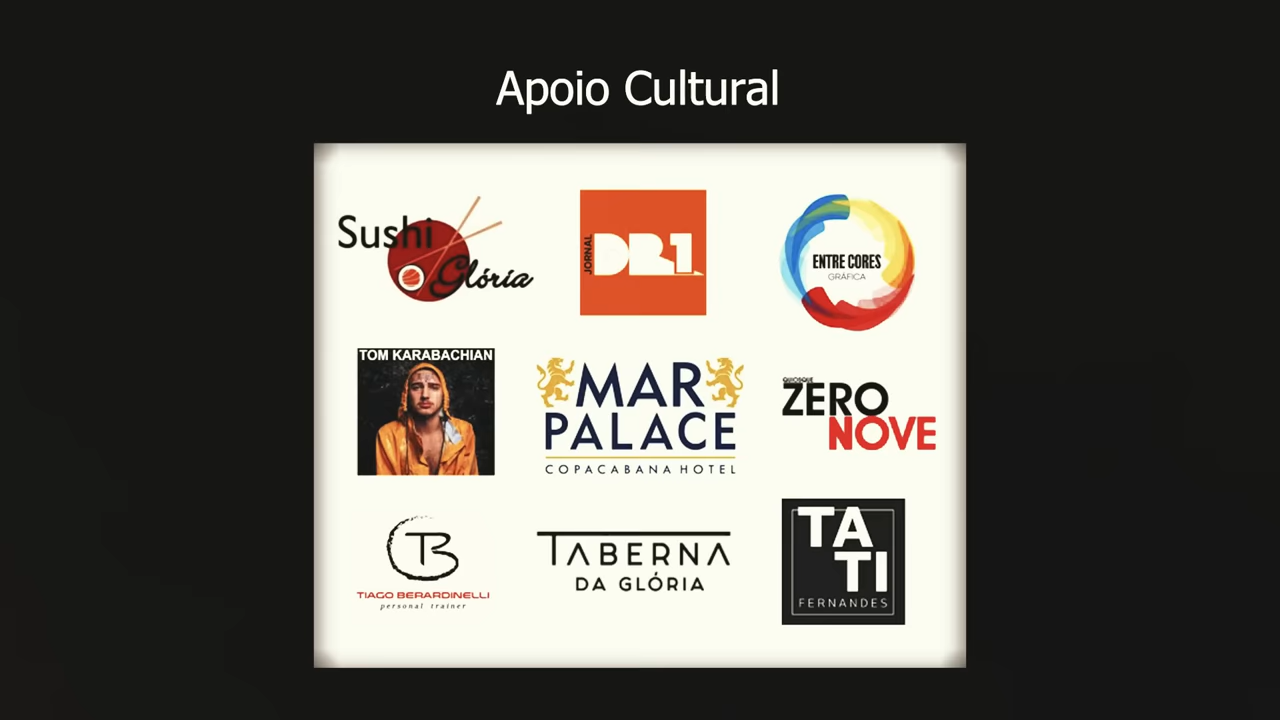 Apoio Cultural
Sushi
Glória
JORNAL
DR1
ENTRE CORES
GRÁFICA
TOM KARABACHIAN
MAR
PALACE
COPACABANA HOTEL
QUIOSQUE
ZERO
NOVE
TB
TIAGO BERARDINELLI
personal trainer
TABERNA
DA GLÓRIA
TA
TI
FERNANDES